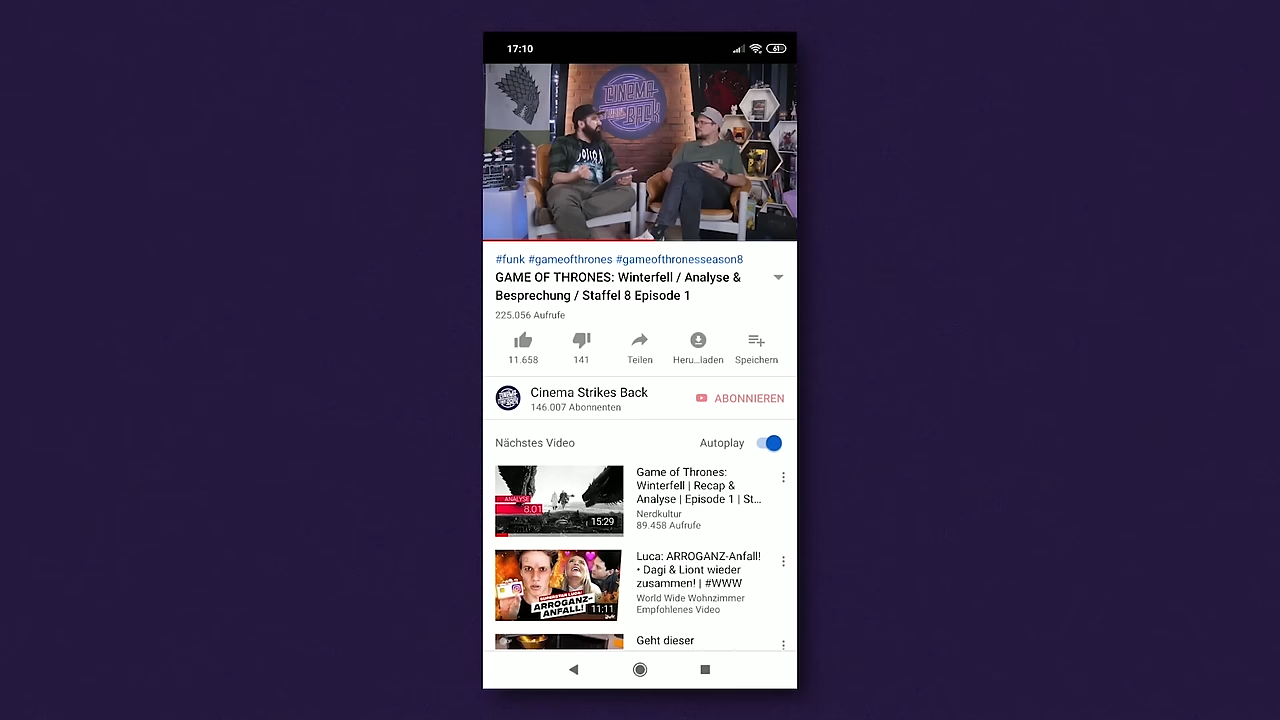 17:10
61
CINEMA
STRIKES
BACK
#funk #gameofthrones #gameofthronesseason8
GAME OF THRONES: Winterfell / Analyse &
Besprechung / Staffel 8 Episode 1
225.056 Aufrufe
11.658
141
Teilen
Heru...laden
Speichern
Cinema Strikes Back
146.007 Abonnenten
ABONNIEREN
Nächstes Video
Autoplay
ANALYSE
8.01
15:29
Game of Thrones:
Winterfell | Recap &
Analyse | Episode 1 | St...
Nerdkultur
89.458 Aufrufe
SUPERSTAR LUCA:
ARROGANZ-
ANFALL!
11:11
Luca: ARROGANZ-Anfall!
• Dagi & Liont wieder
zusammen! | #WWW
World Wide Wohnzimmer
Empfohlenes Video
Geht dieser